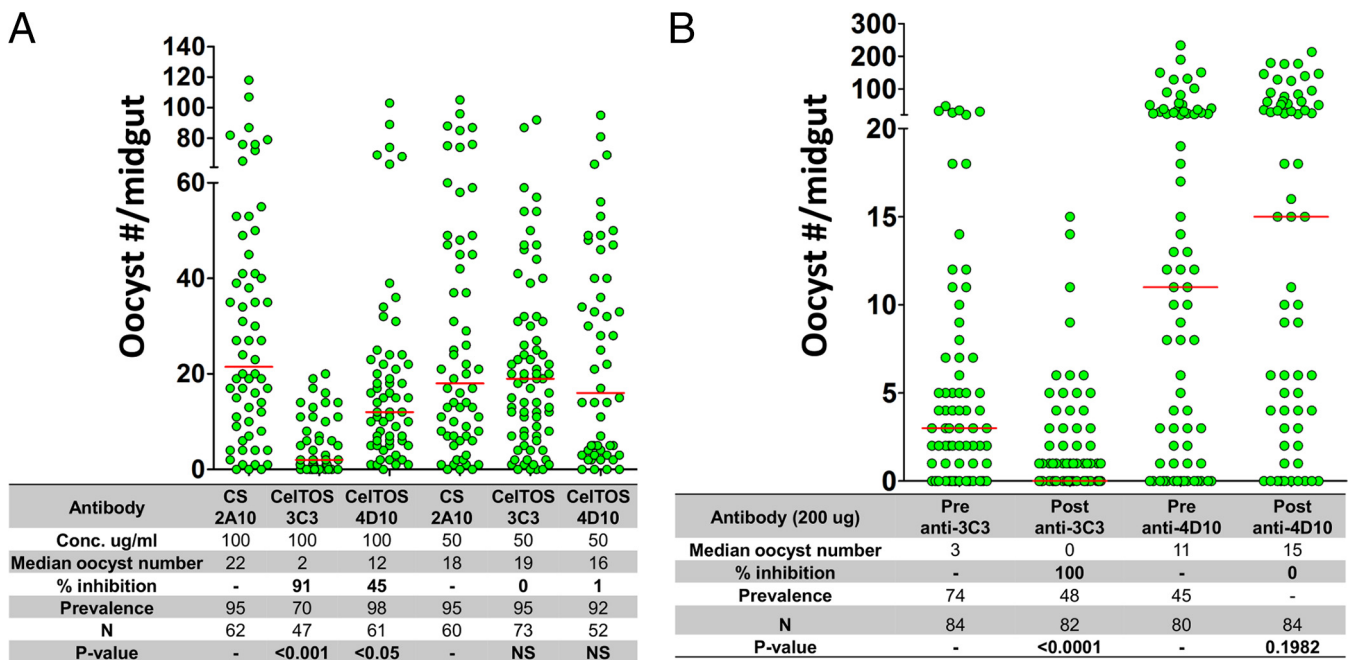 A
Oocyst #/midgut
140
120
100
80
60
40
20
0
Antibody CS 2A10 CelTOS 3C3 CelTOS 4D10 CS 2A10 CelTOS 3C3 CelTOS 4D10
Conc. ug/ml 100 100 100 50 50 50
Median oocyst number 22 2 12 18 19 16
% inhibition - 91 45 - 0 1
Prevalence 95 70 98 95 95 92
N 62 47 61 60 73 52
P-value - <0.001 <0.05 - NS NS
B
Oocyst #/midgut
300
200
100
20
15
10
5
0
Antibody (200 ug) Pre anti-3C3 Post anti-3C3 Pre anti-4D10 Post anti-4D10
Median oocyst number 3 0 11 15
% inhibition - 100 - 0
Prevalence 74 48 45 -
N 84 82 80 84
P-value - <0.0001 - 0.1982